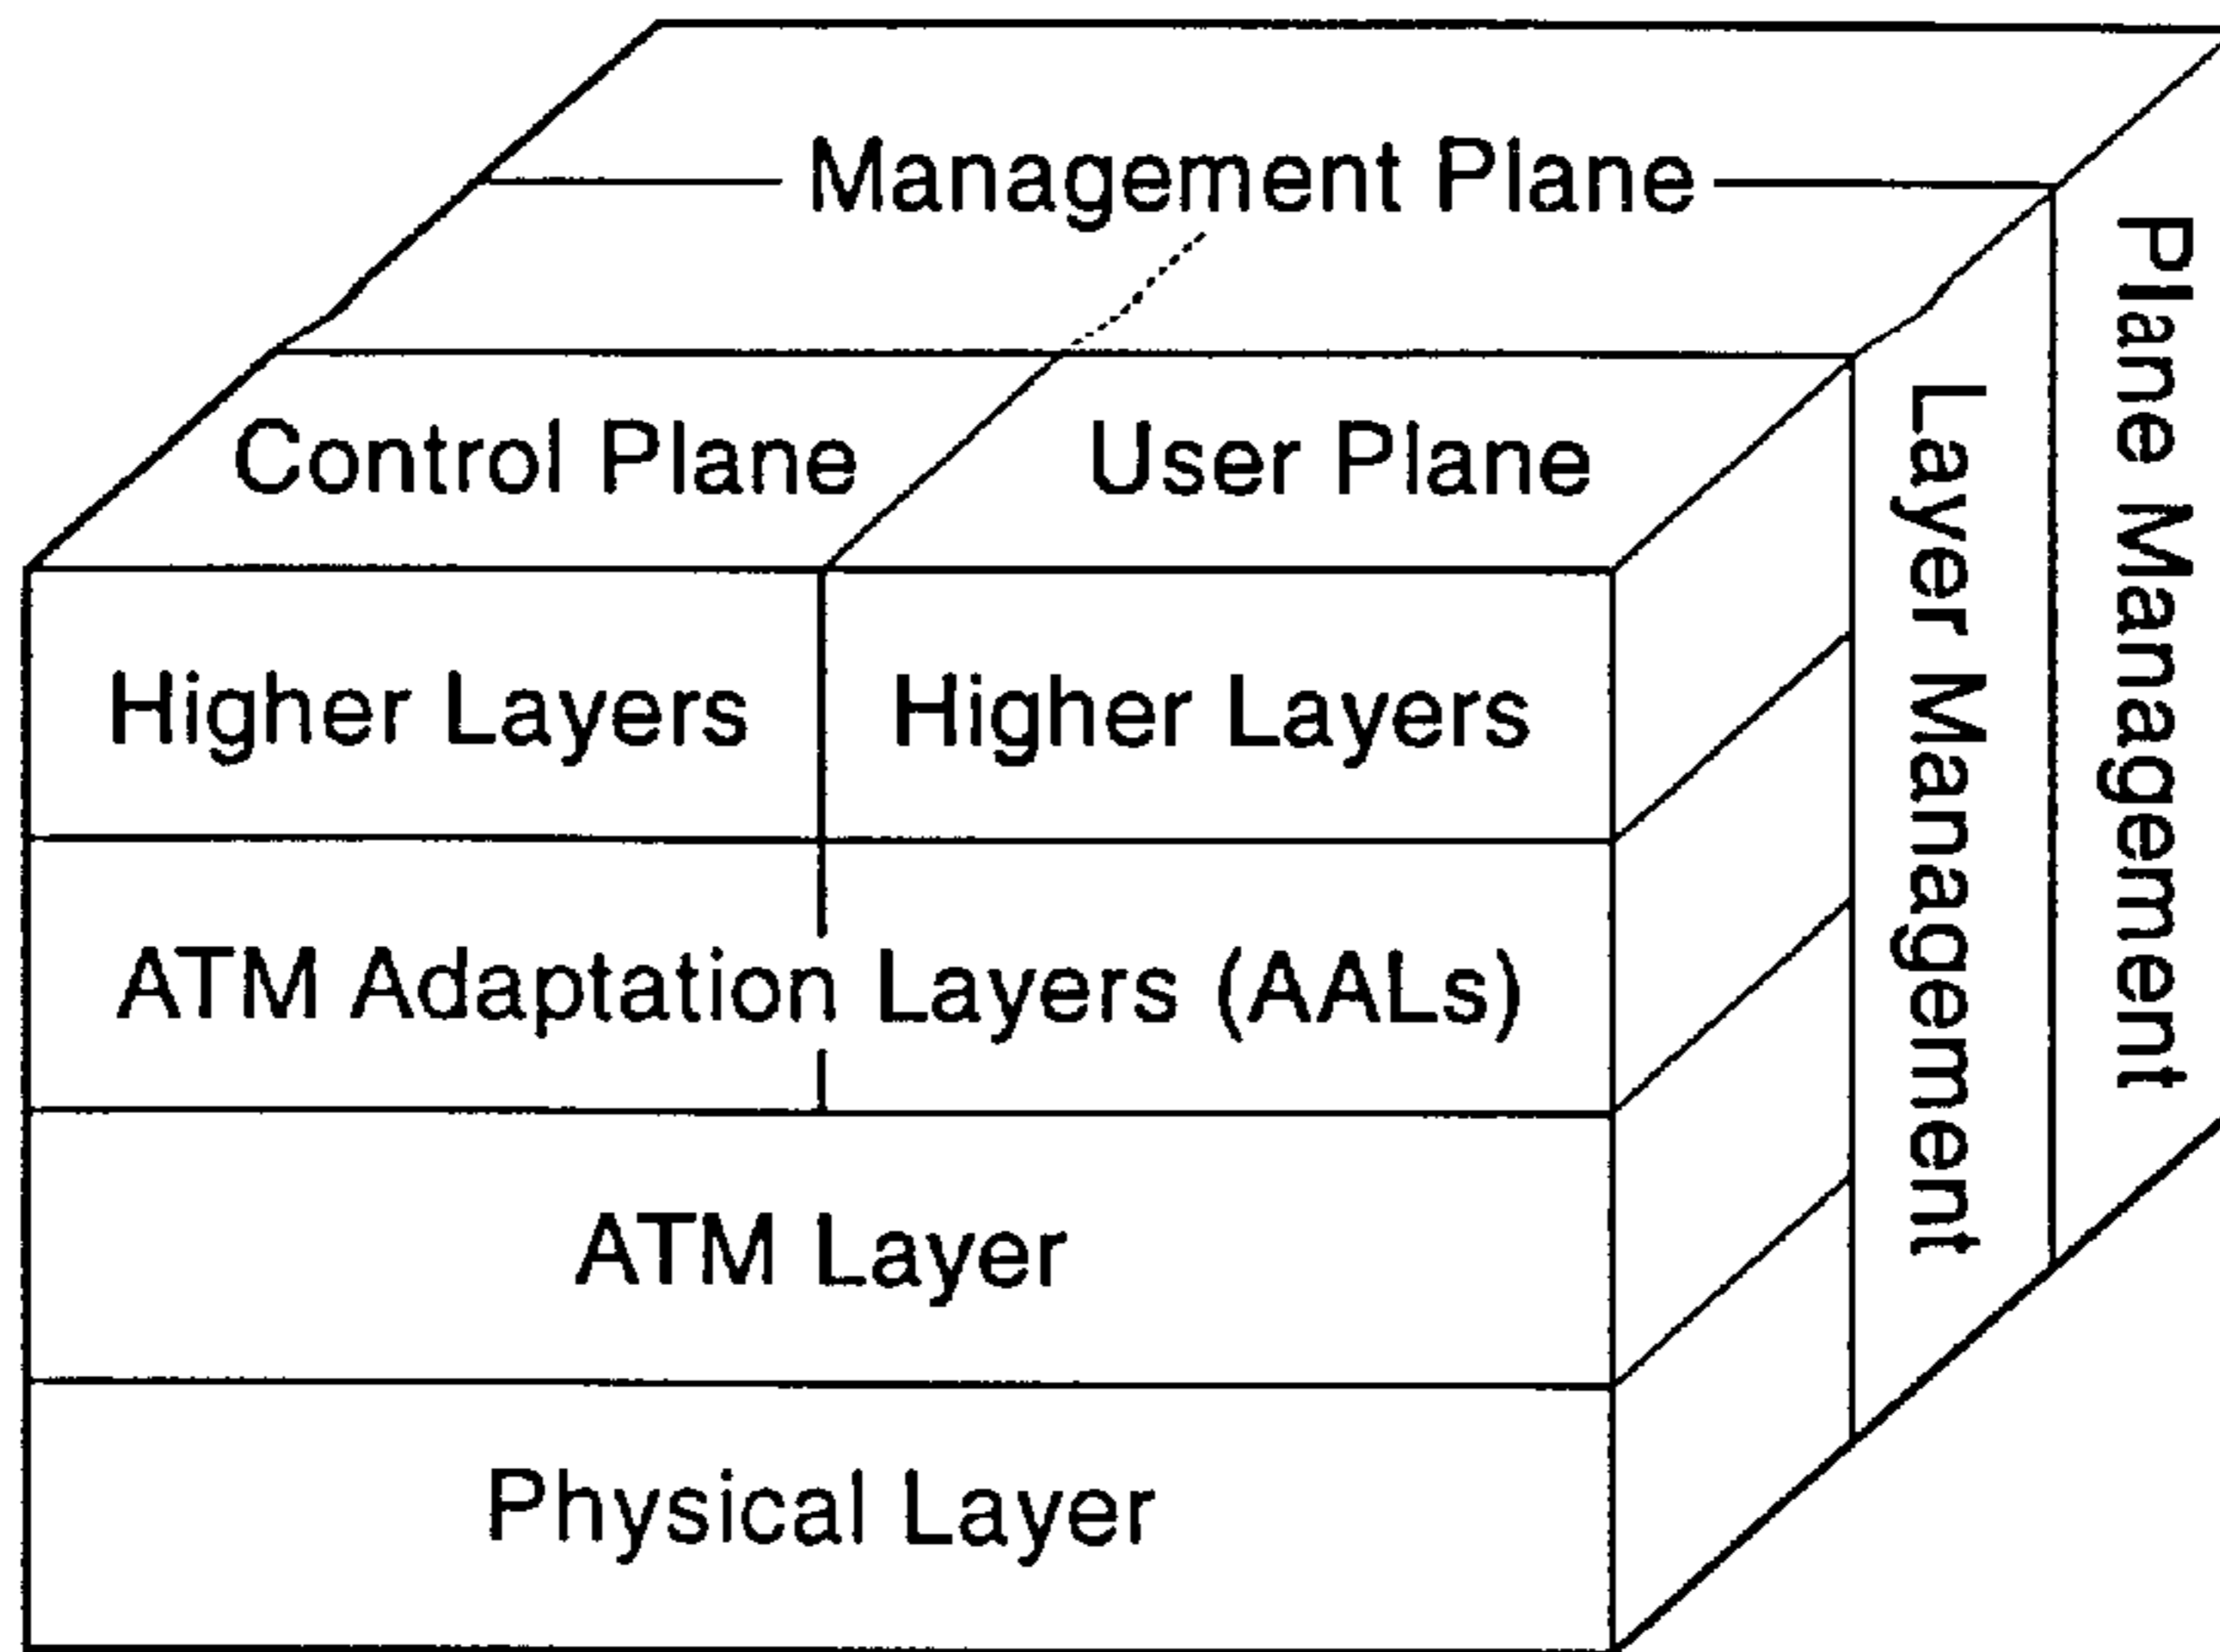 Management Plane
Control Plane
User Plane
Higher Layers
Higher Layers
ATM Adaptation Layers (AALs)
ATM Layer
Physical Layer
Layer Management
Plane Management